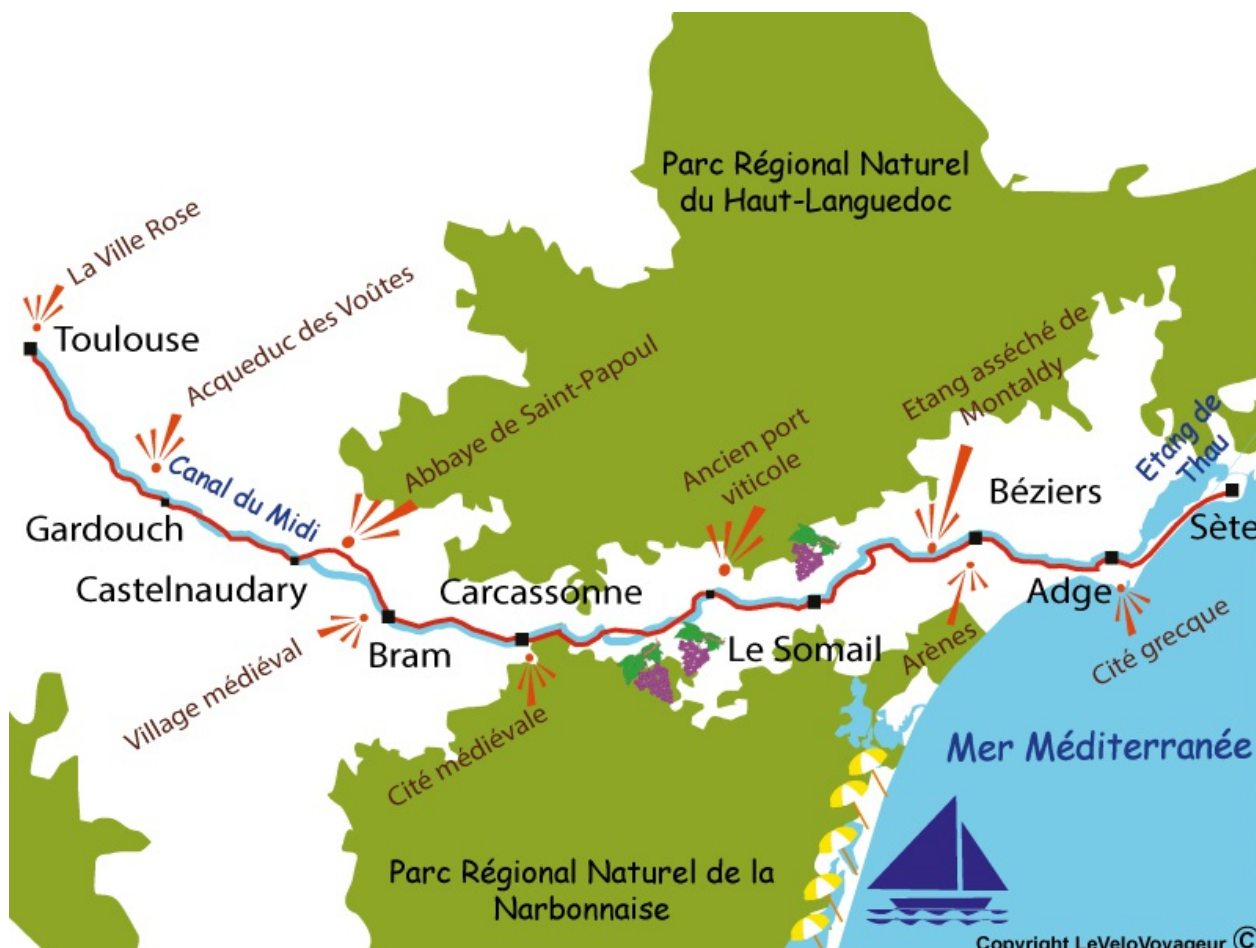 Parc Régional Naturel
du Haut-Languedoc
La Ville Rose
Toulouse
Acqueduc des Voûtes
Abbaye de Saint-Papoul
Etang asséché de
Montaldy
Ancien port
viticole
Etang de
Thau
Canal du Midi
Béziers
Sète
Gardouch
Castelnaudary
Carcassonne
Adge
Bram
Le Somail
Arènes
Cité grecque
Village médiéval
Cité médiévale
Mer Méditerranée
Parc Régional Naturel de la
Narbonnaise
Copyright LeVeloVoyageur ©